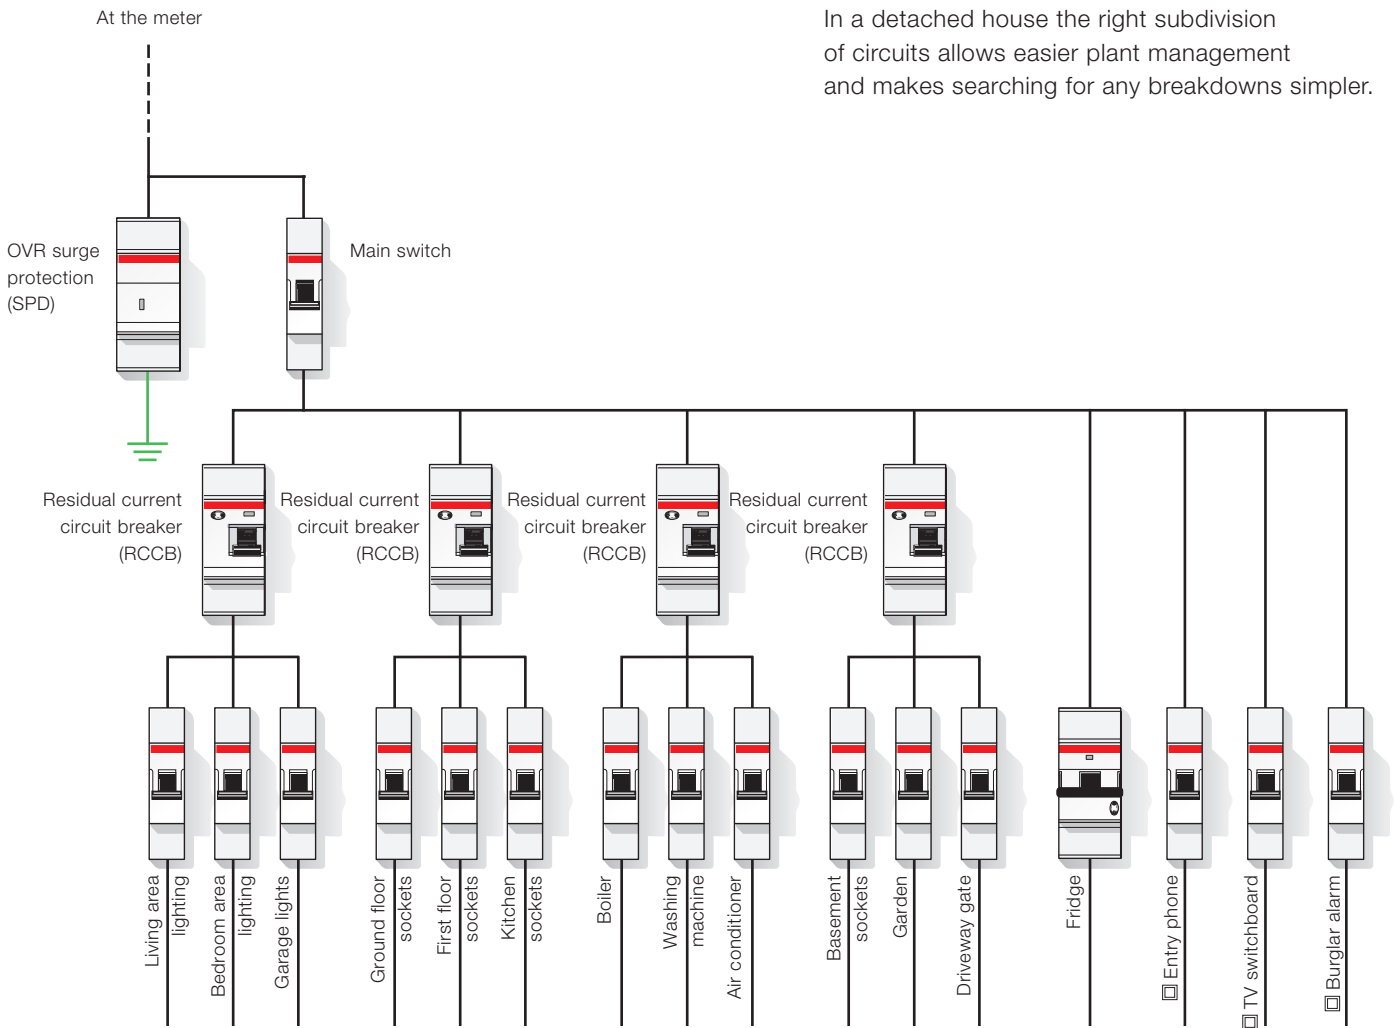 At the meter
In a detached house the right subdivision
of circuits allows easier plant management
and makes searching for any breakdowns simpler.
OVR surge
protection
(SPD)
Main switch
Residual current
circuit breaker
(RCCB)
Residual current
circuit breaker
(RCCB)
Residual current
circuit breaker
(RCCB)
Residual current
circuit breaker
(RCCB)
Living area
lighting
Bedroom area
lighting
Garage lights
Ground floor
sockets
First floor
sockets
Kitchen
sockets
Boiler
Washing
machine
Air conditioner
Basement
sockets
Garden
Driveway gate
Fridge
Entry phone
TV switchboard
Burglar alarm